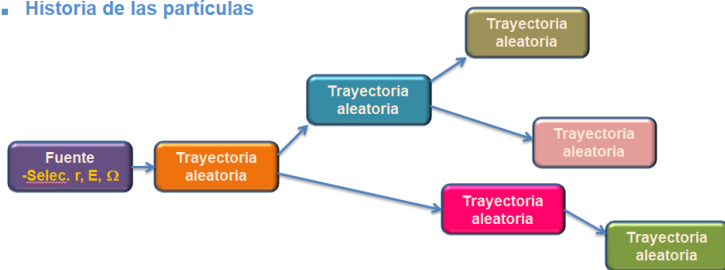 Historia de las partículas
Trayectoria
aleatoria
Trayectoria
aleatoria
Trayectoria
aleatoria
Fuente
-Selec. r, E, Ω
Trayectoria
aleatoria
Trayectoria
aleatoria
Trayectoria
aleatoria